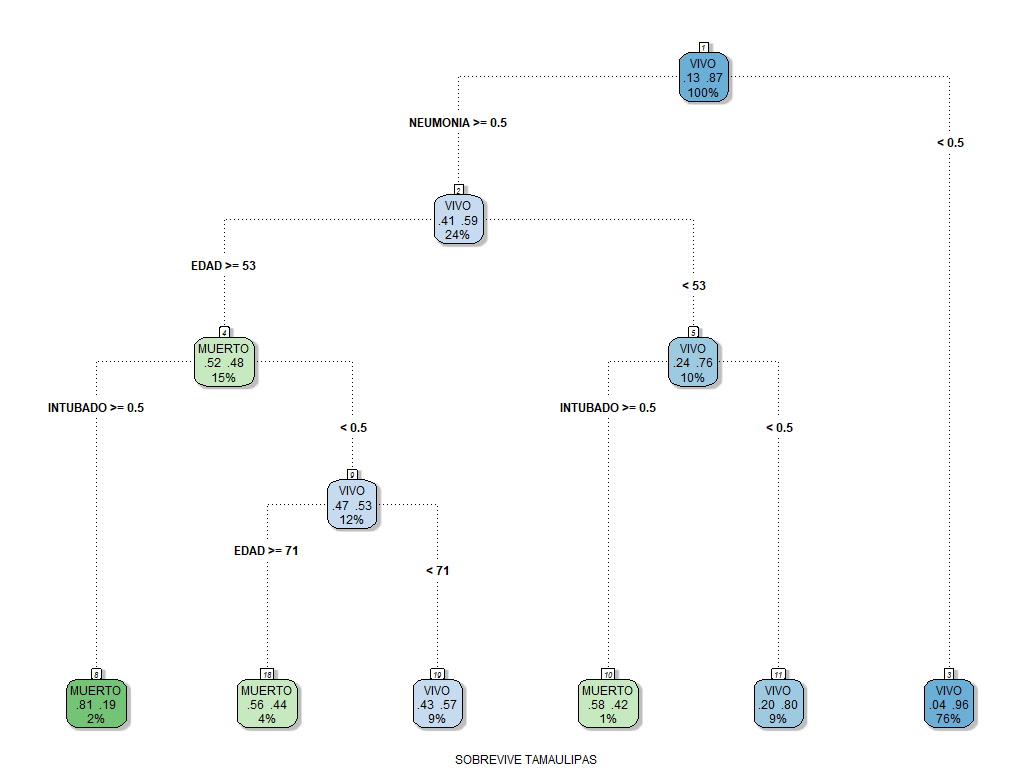 1
VIVO
.13 .87
100%
NEUMONIA >= 0.5
< 0.5
2
VIVO
.41 .59
24%
EDAD >= 53
< 53
4
MUERTO
.52 .48
15%
5
VIVO
.24 .76
10%
INTUBADO >= 0.5
< 0.5
INTUBADO >= 0.5
< 0.5
9
VIVO
.47 .53
12%
EDAD >= 71
< 71
8
MUERTO
.81 .19
2%
18
MUERTO
.56 .44
4%
19
VIVO
.43 .57
9%
10
MUERTO
.58 .42
1%
11
VIVO
.20 .80
9%
3
VIVO
.04 .96
76%
SOBREVIVE TAMAULIPAS